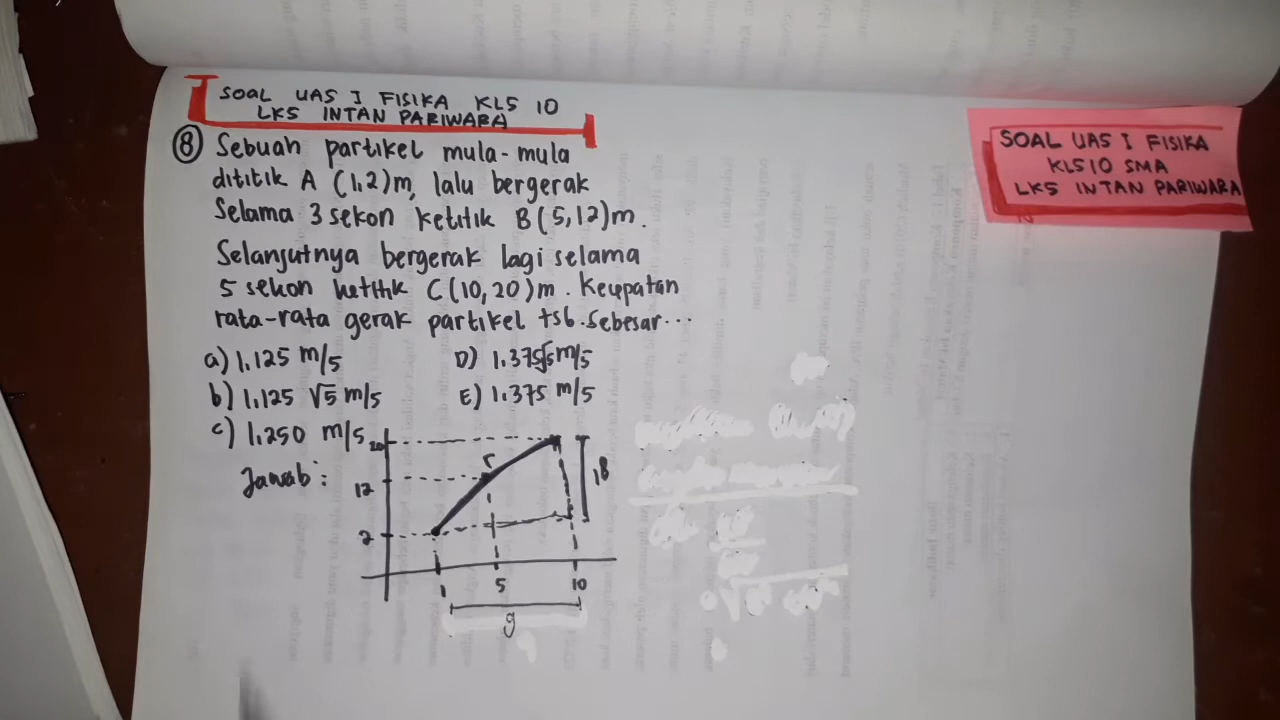 SOAL UAS I FISIKA KLS 10
LKS INTAN PARIWARA
SOAL UAS I FISIKA
KLS 10 SMA
LKS INTAN PARIWARA
8 Sebuah partikel mula-mula
dititik A (1,2)m, lalu bergerak
Selama 3 sekon ketitik B(5,12)m.
Selanjutnya bergerak lagi selama
5 sekon ketitik C(10,20)m. Kecepatan
rata-rata gerak partikel tsb. sebesar...
a) 1.125 m/s
D) 1.375√5 m/s
b) 1.125 √5 m/s
E) 1.375 m/s
c) 1.250 m/s
Jawab:
20
12
2
18
1 5 10
9